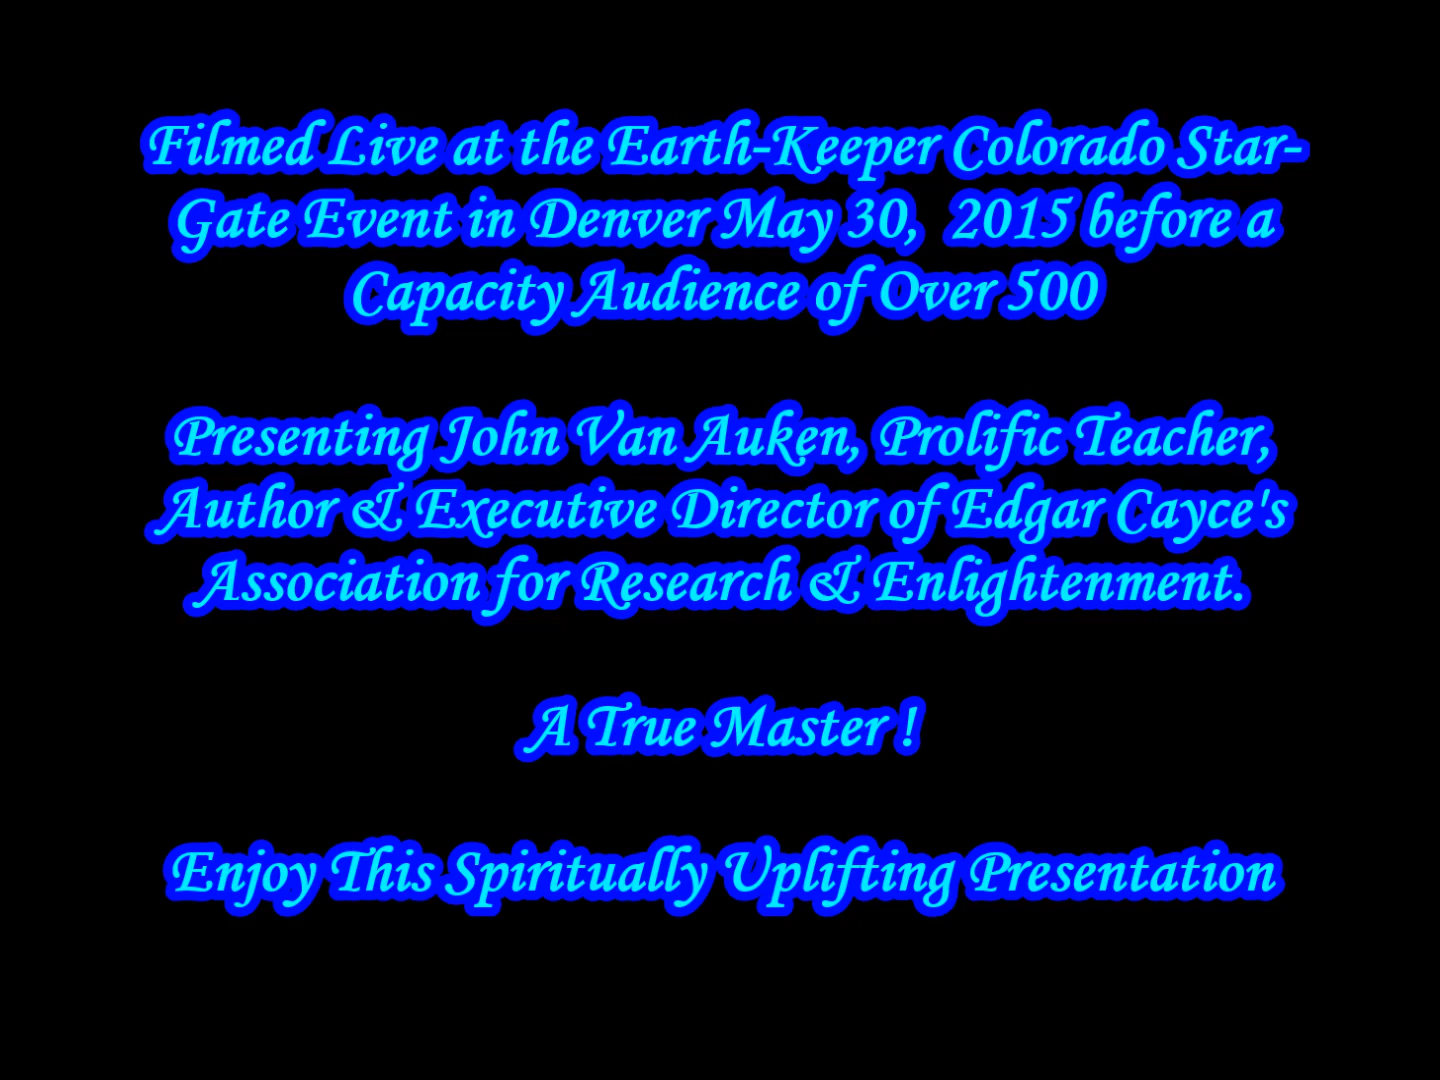 Filmed Live at the Earth-Keeper Colorado Star-
Gate Event in Denver May 30,  2015 before a
Capacity Audience of Over 500
Presenting John Van Auken, Prolific Teacher,
Author & Executive Director of Edgar Cayce's
Association for Research & Enlightenment.
A True Master !
Enjoy This Spiritually Uplifting Presentation